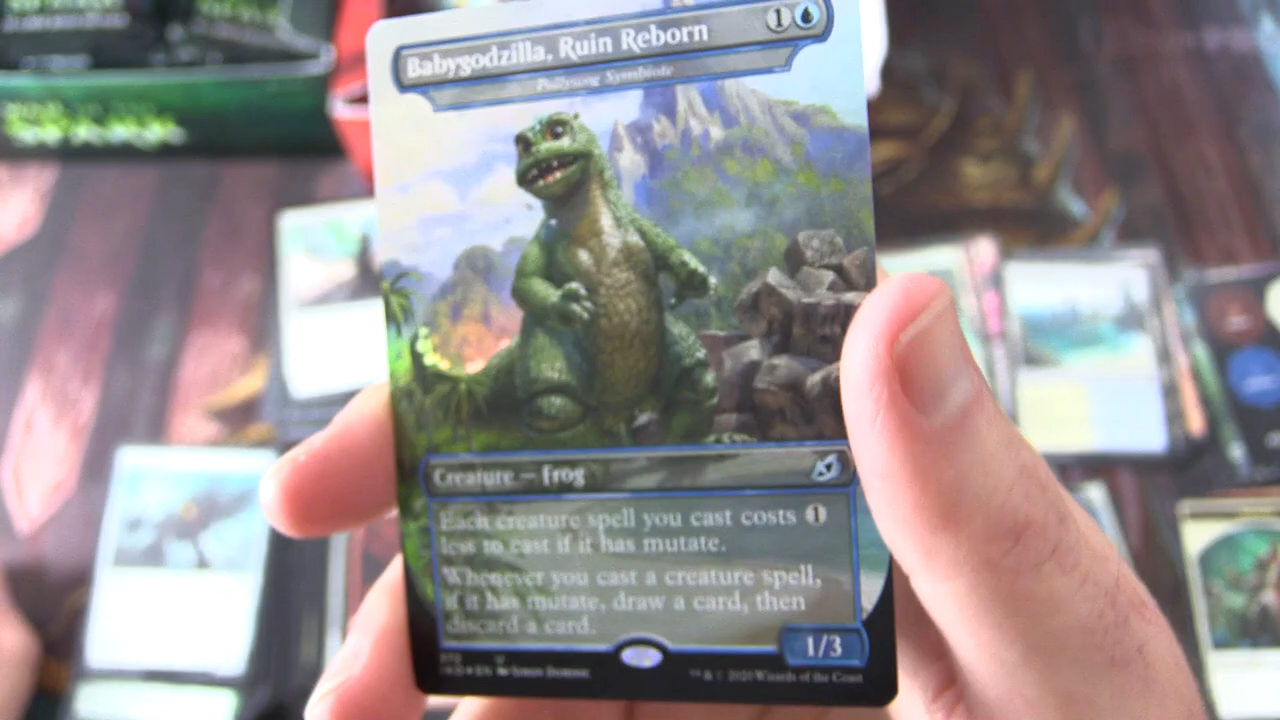 Babygodzilla, Ruin Reborn 1
Pollywog Symbiote
Creature — Frog
Each creature spell you cast costs 1
less to cast if it has mutate.
Whenever you cast a creature spell,
if it has mutate, draw a card, then
discard a card.
1/3
U
™ & © 2020 Wizards of the Coast